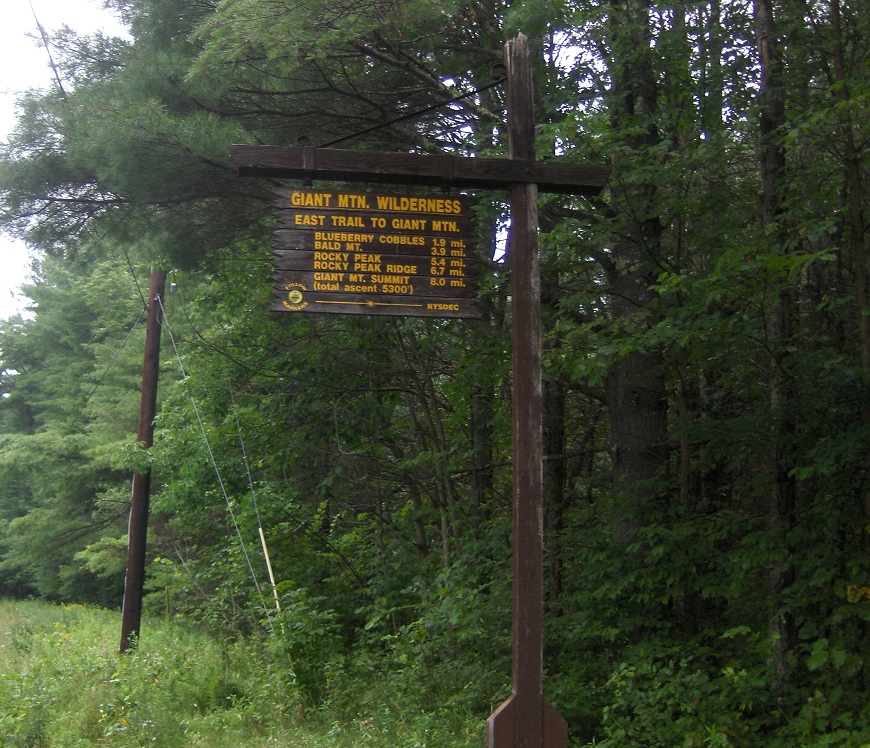 GIANT MTN. WILDERNESS
EAST TRAIL TO GIANT MTN.
BLUEBERRY COBBLES 1.9 mi.
BALD MT. 3.9 mi.
ROCKY PEAK 5.4 mi.
ROCKY PEAK RIDGE 6.7 mi.
GIANT MT. SUMMIT 8.0 mi.
(total ascent 5300')
FOLLOW
MARKERS
NYSDEC